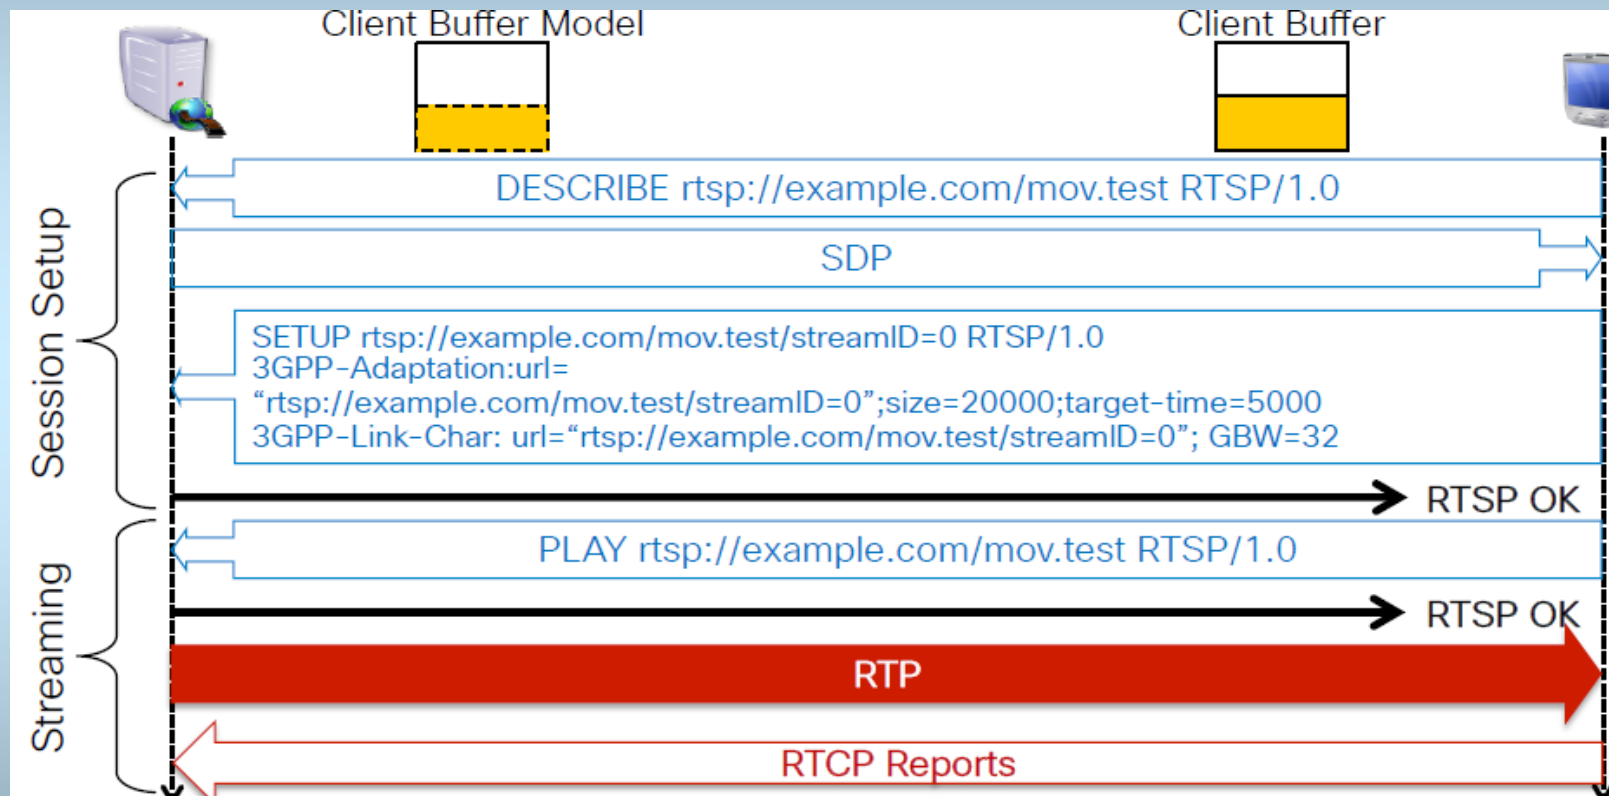 Client Buffer Model
Client Buffer
DESCRIBE rtsp://example.com/mov.test RTSP/1.0
SDP
Session Setup
SETUP rtsp://example.com/mov.test/streamID=0 RTSP/1.0
3GPP-Adaptation:url=
“rtsp://example.com/mov.test/streamID=0”;size=20000;target-time=5000
3GPP-Link-Char: url=“rtsp://example.com/mov.test/streamID=0”; GBW=32
RTSP OK
PLAY rtsp://example.com/mov.test RTSP/1.0
RTSP OK
Streaming
RTP
RTCP Reports